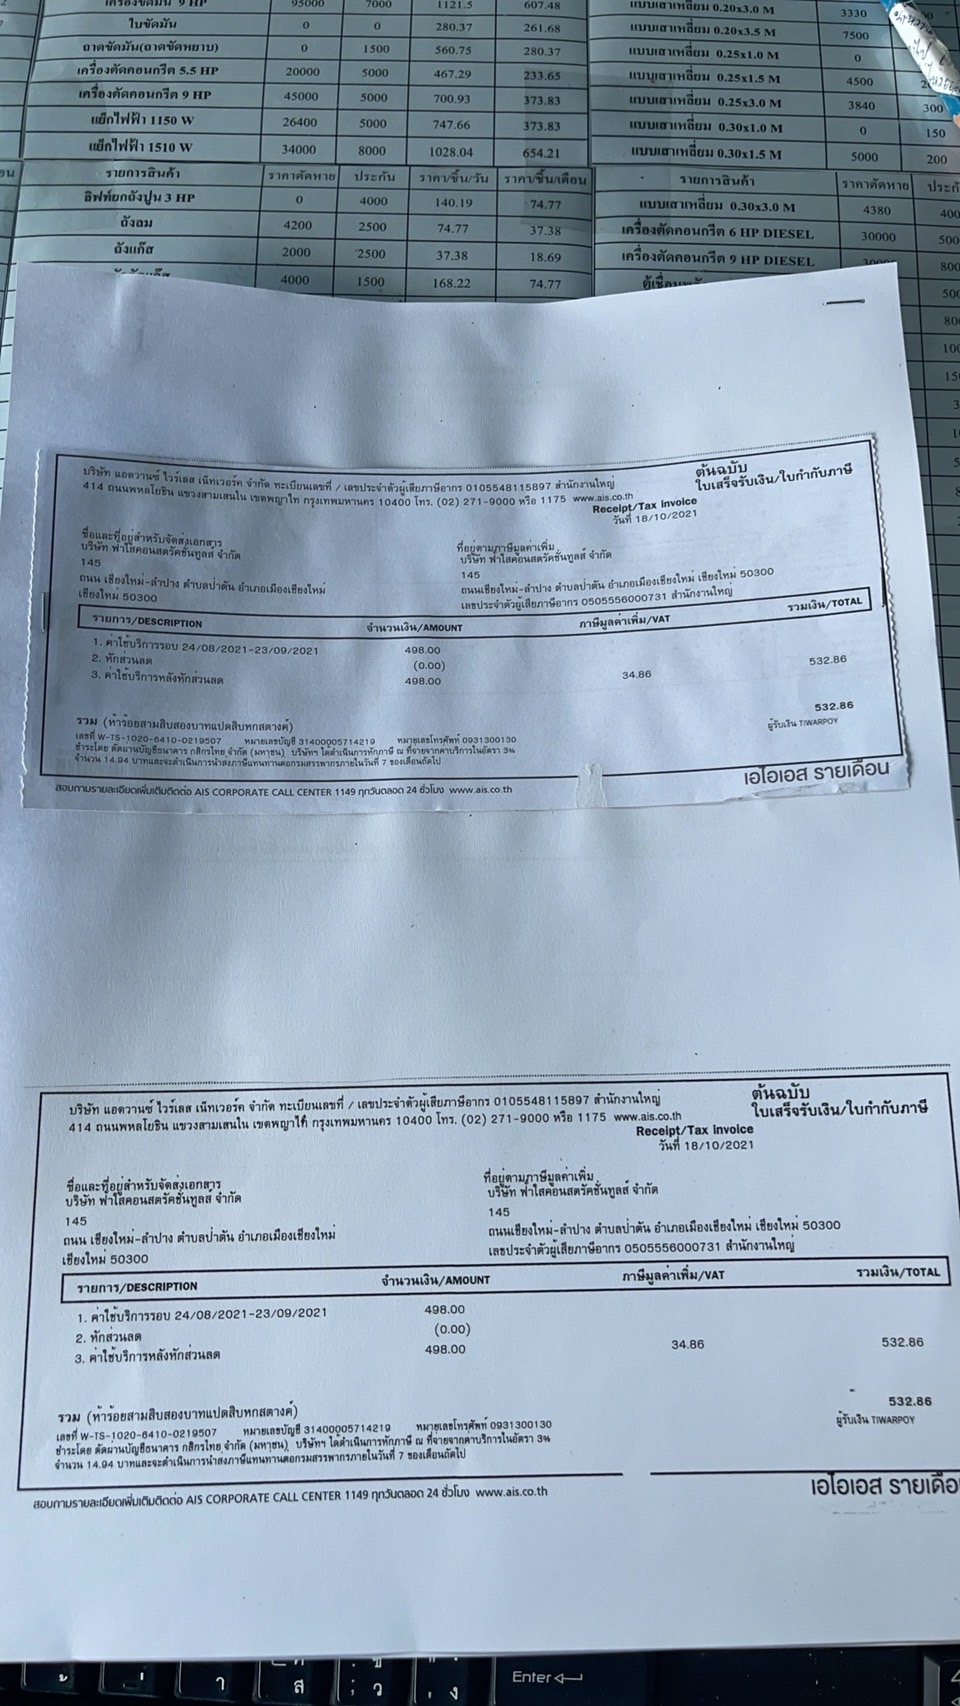 เครื่องขัดมัน 9 HP 95000 7000 1121.5 607.48
ใบขัดมัน 0 0 280.37 261.68
ถาดขัดมัน(ถาดขัดหยาบ) 0 1500 560.75 280.37
เครื่องตัดคอนกรีต 5.5 HP 20000 5000 467.29 233.65
เครื่องตัดคอนกรีต 9 HP 45000 5000 700.93 373.83
แย๊กไฟฟ้า 1150 W 26400 5000 747.66 373.83
แย๊กไฟฟ้า 1510 W 34000 8000 1028.04 654.21
รายการสินค้า ราคาตัดหาย ประกัน ราคา/ชิ้น/วัน ราคา/ชิ้น/เดือน
ลิฟท์ยกถังปูน 3 HP 0 4000 140.19 74.77
ถังลม 4200 2500 74.77 37.38
ถังแก๊ส 2000 2500 37.38 18.69
4000 1500 168.22 74.77
แบบเสาเหลี่ยม 0.20x3.0 M 3330
แบบเสาเหลี่ยม 0.20x3.5 M 7500
แบบเสาเหลี่ยม 0.25x1.0 M 0
แบบเสาเหลี่ยม 0.25x1.5 M 4500
แบบเสาเหลี่ยม 0.25x3.0 M 3840 300
แบบเสาเหลี่ยม 0.30x1.0 M 0 150
แบบเสาเหลี่ยม 0.30x1.5 M 5000 200
รายการสินค้า ราคาตัดหาย
แบบเสาเหลี่ยม 0.30x3.0 M 4380
เครื่องตัดคอนกรีต 6 HP DIESEL 30000
เครื่องตัดคอนกรีต 9 HP DIESEL
บริษัท แอดวานซ์ ไวร์เลส เน็ทเวอร์ค จำกัด ทะเบียนเลขที่ / เลขประจำตัวผู้เสียภาษีอากร 0105548115897 สำนักงานใหญ่
414 ถนนพหลโยธิน แขวงสามเสนใน เขตพญาไท กรุงเทพมหานคร 10400 โทร. (02) 271-9000 หรือ 1175 www.ais.co.th
ต้นฉบับ
ใบเสร็จรับเงิน/ใบกำกับภาษี
Receipt/Tax Invoice
วันที่ 18/10/2021
ชื่อและที่อยู่สำหรับจัดส่งเอกสาร
บริษัท ฟาใสคอนสตรัคชั่นทูลส์ จำกัด
145
ถนน เชียงใหม่-ลำปาง ตำบลป่าตัน อำเภอเมืองเชียงใหม่
เชียงใหม่ 50300
ที่อยู่ตามภาษีมูลค่าเพิ่ม
บริษัท ฟาใสคอนสตรัคชั่นทูลส์ จำกัด
145
ถนนเชียงใหม่-ลำปาง ตำบลป่าตัน อำเภอเมืองเชียงใหม่ เชียงใหม่ 50300
เลขประจำตัวผู้เสียภาษีอากร 0505556000731 สำนักงานใหญ่
รายการ/DESCRIPTION จำนวนเงิน/AMOUNT ภาษีมูลค่าเพิ่ม/VAT รวมเงิน/TOTAL
1. ค่าใช้บริการรอบ 24/08/2021-23/09/2021 498.00
2. หักส่วนลด (0.00)
3. ค่าใช้บริการหลังหักส่วนลด 498.00 34.86 532.86
532.86
รวม (ห้าร้อยสามสิบสองบาทแปดสิบหกสตางค์)
ผู้รับเงิน TIWARPOY
เลขที่ W-TS-1020-6410-0219507 หมายเลขบัญชี 31400005714219 หมายเลขโทรศัพท์ 0931300130
ชำระโดย ตัดผ่านบัญชีธนาคาร กสิกรไทย จำกัด (มหาชน) บริษัทฯ ได้ดำเนินการหักภาษี ณ ที่จ่ายจากค่าบริการในอัตรา 3%
จำนวน 14.94 บาทและจะดำเนินการนำส่งภาษีแทนท่านต่อกรมสรรพากรภายในวันที่ 7 ของเดือนถัดไป
สอบถามรายละเอียดเพิ่มเติมติดต่อ AIS CORPORATE CALL CENTER 1149 ทุกวันตลอด 24 ชั่วโมง www.ais.co.th
เอไอเอส รายเดือน
บริษัท แอดวานซ์ ไวร์เลส เน็ทเวอร์ค จำกัด ทะเบียนเลขที่ / เลขประจำตัวผู้เสียภาษีอากร 0105548115897 สำนักงานใหญ่
414 ถนนพหลโยธิน แขวงสามเสนใน เขตพญาไท กรุงเทพมหานคร 10400 โทร. (02) 271-9000 หรือ 1175 www.ais.co.th
ต้นฉบับ
ใบเสร็จรับเงิน/ใบกำกับภาษี
Receipt/Tax Invoice
วันที่ 18/10/2021
ชื่อและที่อยู่สำหรับจัดส่งเอกสาร
บริษัท ฟาใสคอนสตรัคชั่นทูลส์ จำกัด
145
ถนน เชียงใหม่-ลำปาง ตำบลป่าตัน อำเภอเมืองเชียงใหม่
เชียงใหม่ 50300
ที่อยู่ตามภาษีมูลค่าเพิ่ม
บริษัท ฟาใสคอนสตรัคชั่นทูลส์ จำกัด
145
ถนนเชียงใหม่-ลำปาง ตำบลป่าตัน อำเภอเมืองเชียงใหม่ เชียงใหม่ 50300
เลขประจำตัวผู้เสียภาษีอากร 0505556000731 สำนักงานใหญ่
รายการ/DESCRIPTION จำนวนเงิน/AMOUNT ภาษีมูลค่าเพิ่ม/VAT รวมเงิน/TOTAL
1. ค่าใช้บริการรอบ 24/08/2021-23/09/2021 498.00
2. หักส่วนลด (0.00)
3. ค่าใช้บริการหลังหักส่วนลด 498.00 34.86 532.86
532.86
รวม (ห้าร้อยสามสิบสองบาทแปดสิบหกสตางค์)
ผู้รับเงิน TIWARPOY
เลขที่ W-TS-1020-6410-0219507 หมายเลขบัญชี 31400005714219 หมายเลขโทรศัพท์ 0931300130
ชำระโดย ตัดผ่านบัญชีธนาคาร กสิกรไทย จำกัด (มหาชน) บริษัทฯ ได้ดำเนินการหักภาษี ณ ที่จ่ายจากค่าบริการในอัตรา 3%
จำนวน 14.94 บาทและจะดำเนินการนำส่งภาษีแทนท่านต่อกรมสรรพากรภายในวันที่ 7 ของเดือนถัดไป
สอบถามรายละเอียดเพิ่มเติมติดต่อ AIS CORPORATE CALL CENTER 1149 ทุกวันตลอด 24 ชั่วโมง www.ais.co.th
เอไอเอส รายเดือ
Enter